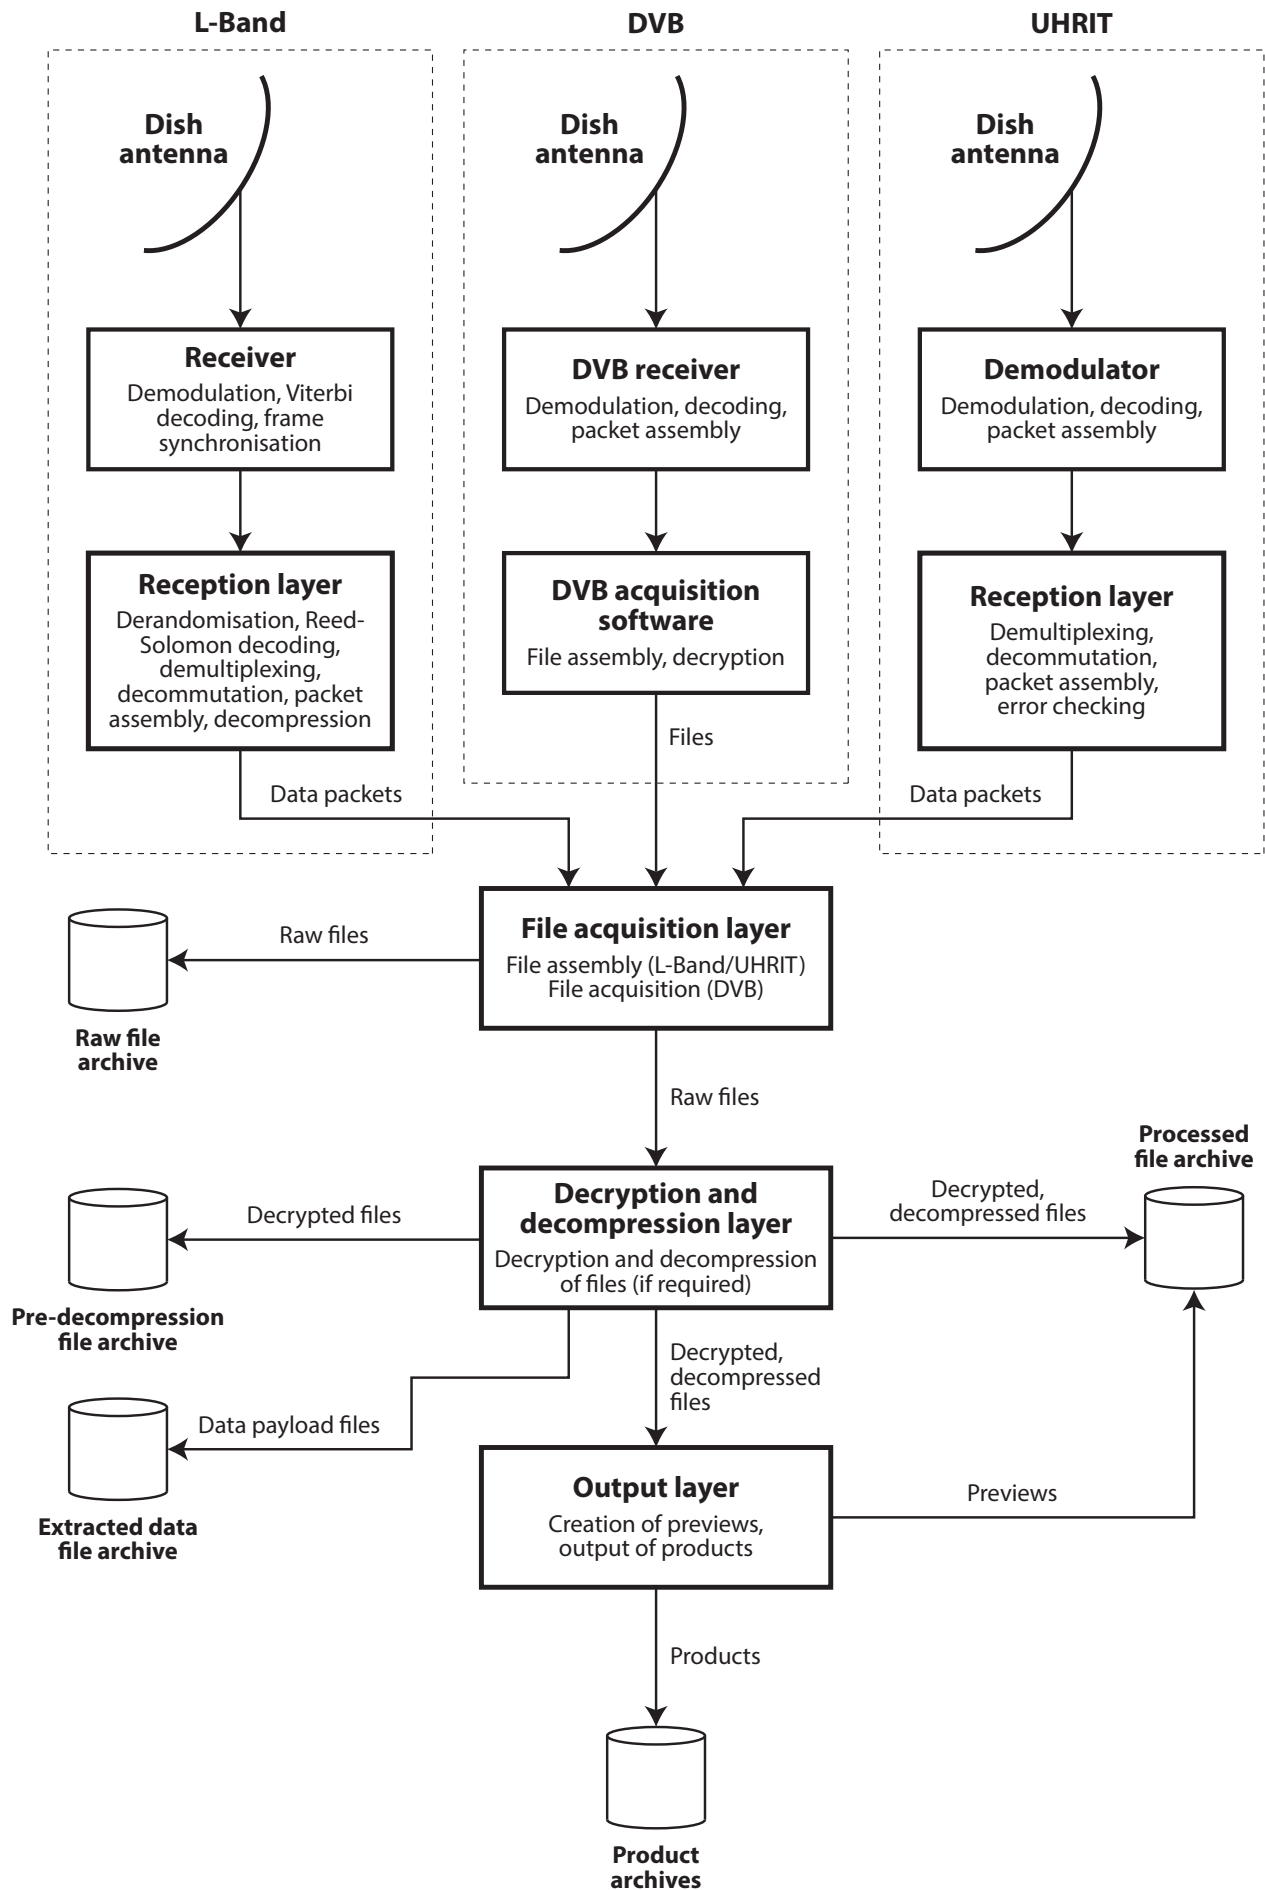 L-Band
DVB
UHRIT
Dish
antenna
Dish
antenna
Dish
antenna
Receiver
Demodulation, Viterbi
decoding, frame
synchronisation
DVB receiver
Demodulation, decoding,
packet assembly
Demodulator
Demodulation, decoding,
packet assembly
Reception layer
Derandomisation, Reed-
Solomon decoding,
demultiplexing,
decommutation, packet
assembly, decompression
DVB acquisition
software
File assembly, decryption
Reception layer
Demultiplexing,
decommutation,
packet assembly,
error checking
Data packets
Files
Data packets
File acquisition layer
File assembly (L-Band/UHRIT)
File acquisition (DVB)
Raw files
Raw file
archive
Raw files
Decryption and
decompression layer
Decryption and decompression
of files (if required)
Decrypted files
Pre-decompression
file archive
Decrypted,
decompressed files
Processed
file archive
Data payload files
Extracted data
file archive
Decrypted,
decompressed
files
Output layer
Creation of previews,
output of products
Previews
Products
Product
archives